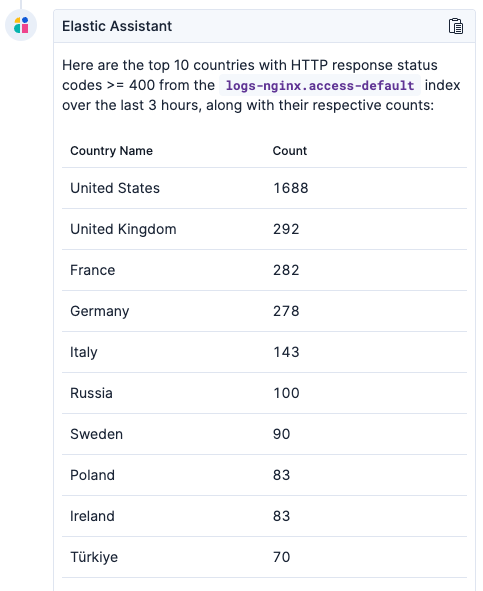 Elastic Assistant
Here are the top 10 countries with HTTP response status
codes >= 400 from the logs-nginx.access-default index
over the last 3 hours, along with their respective counts:
Country Name Count
United States 1688
United Kingdom 292
France 282
Germany 278
Italy 143
Russia 100
Sweden 90
Poland 83
Ireland 83
Türkiye 70